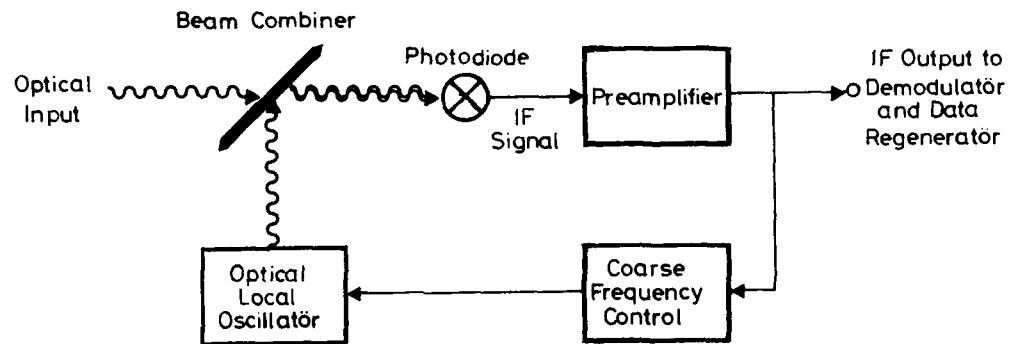 Beam Combiner
Optical
Input
Photodiode
IF
Signal
Preamplifier
IF Output to
Demodulatör
and Data
Regeneratör
Optical
Local
Oscillatör
Coarse
Frequency
Control